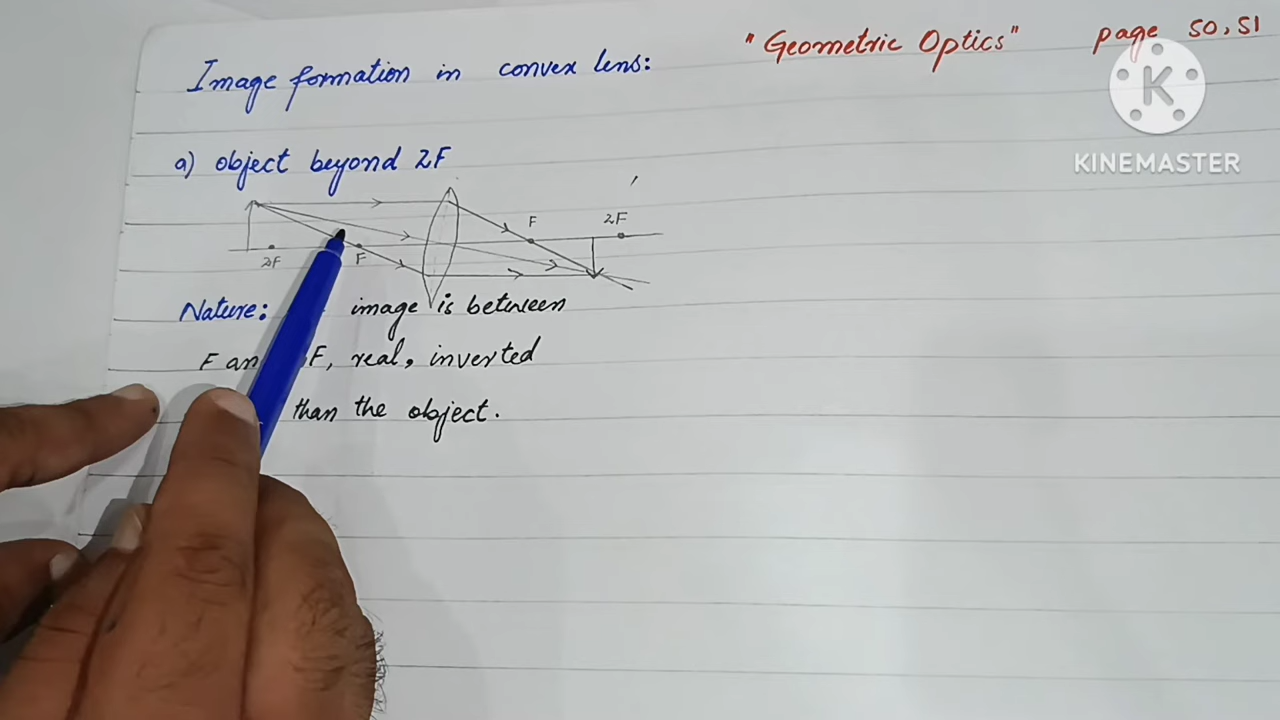 "Geometric Optics" page 50,51
Image formation in convex lens:
K
KINEMASTER
a) object beyond 2F
F 2F
2F F
Nature: image is between
F an F, real, inverted
than the object.